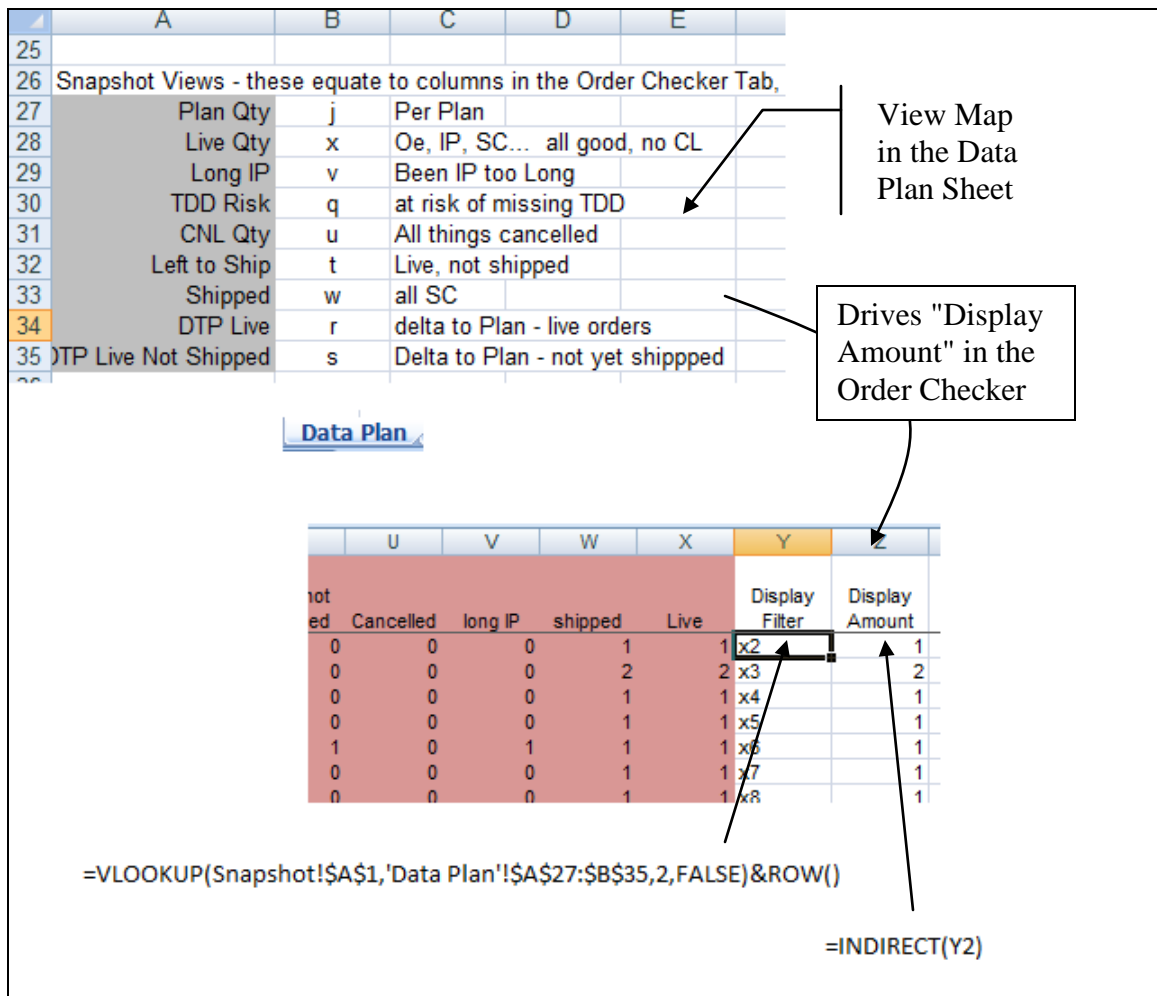 A B C D E
25
26 Snapshot Views - these equate to columns in the Order Checker Tab,
27 Plan Qty j Per Plan
28 Live Qty x Oe, IP, SC... all good, no CL
29 Long IP v Been IP too Long
30 TDD Risk q at risk of missing TDD
31 CNL Qty u All things cancelled
32 Left to Ship t Live, not shipped
33 Shipped w all SC
34 DTP Live r delta to Plan - live orders
35 DTP Live Not Shipped s Delta to Plan - not yet shippped
View Map
in the Data
Plan Sheet
Drives "Display
Amount" in the
Order Checker
Data Plan
U V W X Y Z
Display Display
Cancelled long IP shipped Live Filter Amount
0 0 0 1 1 x2 1
0 0 0 2 2 x3 2
0 0 0 1 1 x4 1
0 0 0 1 1 x5 1
1 0 1 1 1 x6 1
0 0 0 1 1 x7 1
0 0 0 1 1 x8 1
=VLOOKUP(Snapshot!$A$1,'Data Plan'!$A$27:$B$35,2,FALSE)&ROW()
=INDIRECT(Y2)